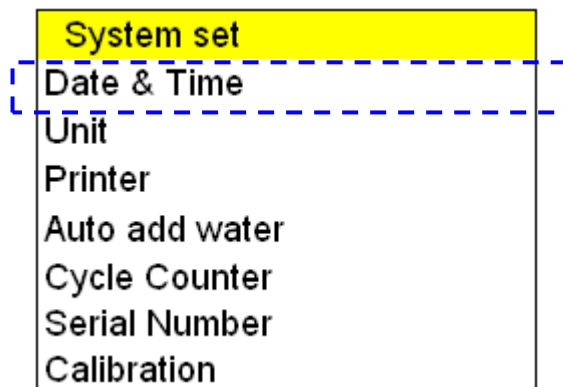 System set
Date & Time
Unit
Printer
Auto add water
Cycle Counter
Serial Number
Calibration